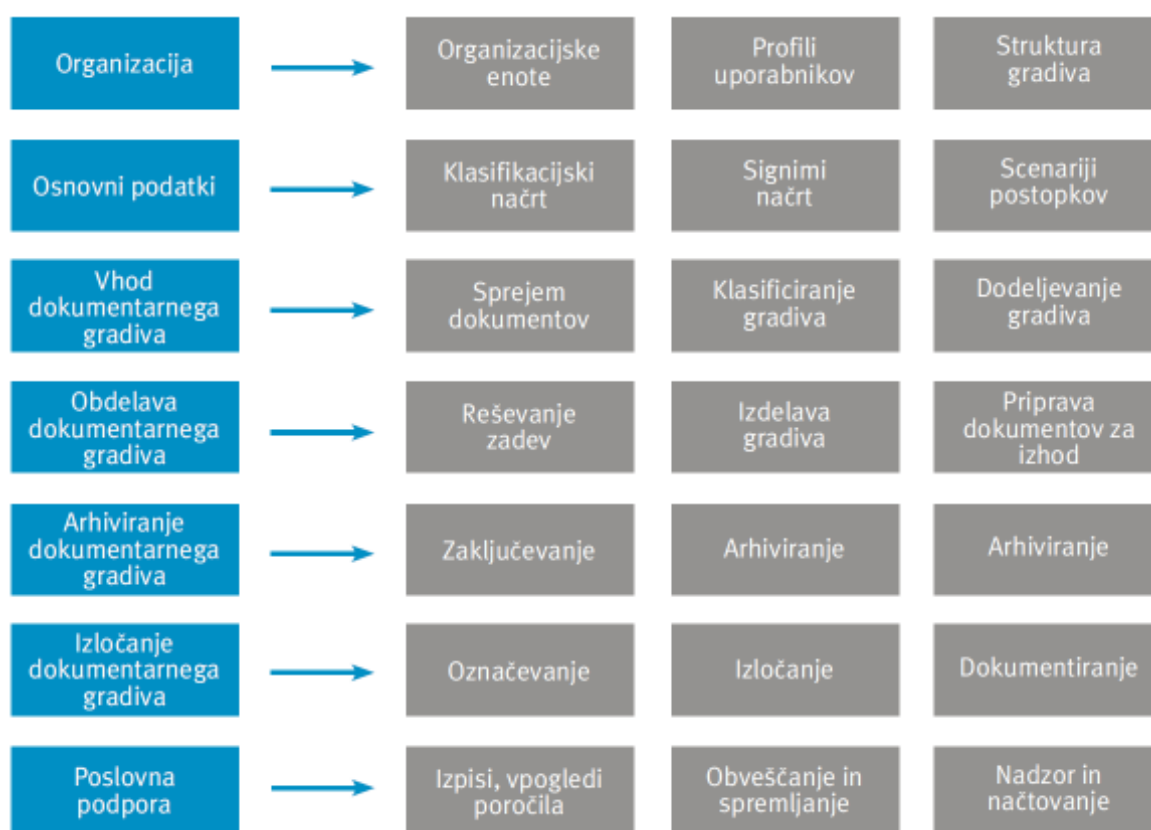 Organizacija
Organizacijske
enote
Profili
uporabnikov
Struktura
gradiva
Osnovni podatki
Klasifikacijski
načrt
Signimi
načrt
Scenariji
postopkov
Vhod
dokumentarnega
gradiva
Sprejem
dokumentov
Klasificiranje
gradiva
Dodeljevanje
gradiva
Obdelava
dokumentarnega
gradiva
Reševanje
zadev
Izdelava
gradiva
Priprava
dokumentov za
izhod
Arhiviranje
dokumentarnega
gradiva
Zaključevanje
Arhiviranje
Arhiviranje
Izločanje
dokumentarnega
gradiva
Označevanje
Izločanje
Dokumentiranje
Poslovna
podpora
Izpisi, vpogledi
poročila
Obveščanje in
spremljanje
Nadzor in
načtovanje